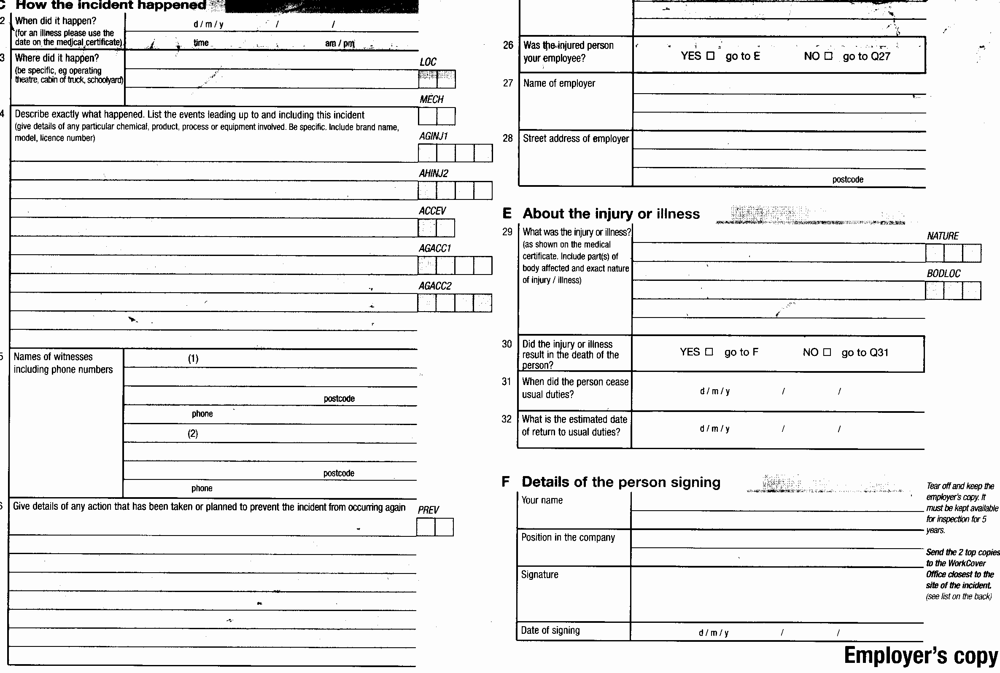 C How the incident happened
2 When did it happen?
(for an illness please use the
date on the medical certificate)
d / m / y / /
time am / pm
3 Where did it happen?
(be specific, eg operating
theatre, cabin of truck, schoolyard)
LOC
MECH
4 Describe exactly what happened. List the events leading up to and including this incident
(give details of any particular chemical, product, process or equipment involved. Be specific. Include brand name,
model, licence number)
AGINJ1
AHINJ2
ACCEV
AGACC1
AGACC2
5 Names of witnesses
including phone numbers
(1)
postcode
phone
(2)
postcode
phone
6 Give details of any action that has been taken or planned to prevent the incident from occurring again
PREV
26 Was the injured person
your employee?
YES □ go to E NO □ go to Q27
27 Name of employer
28 Street address of employer
postcode
E About the injury or illness
29 What was the injury or illness?
(as shown on the medical
certificate. Include part(s) of
body affected and exact nature
of injury / illness)
NATURE
BODLOC
30 Did the injury or illness
result in the death of the
person?
YES □ go to F NO □ go to Q31
31 When did the person cease
usual duties?
d / m / y / /
32 What is the estimated date
of return to usual duties?
d / m / y / /
F Details of the person signing
Your name
Position in the company
Signature
Date of signing
d / m / y / /
Tear off and keep the
employer's copy. It
must be kept available
for inspection for 5
years.
Send the 2 top copies
to the WorkCover
Office closest to the
site of the incident.
(see list on the back)
Employer's copy